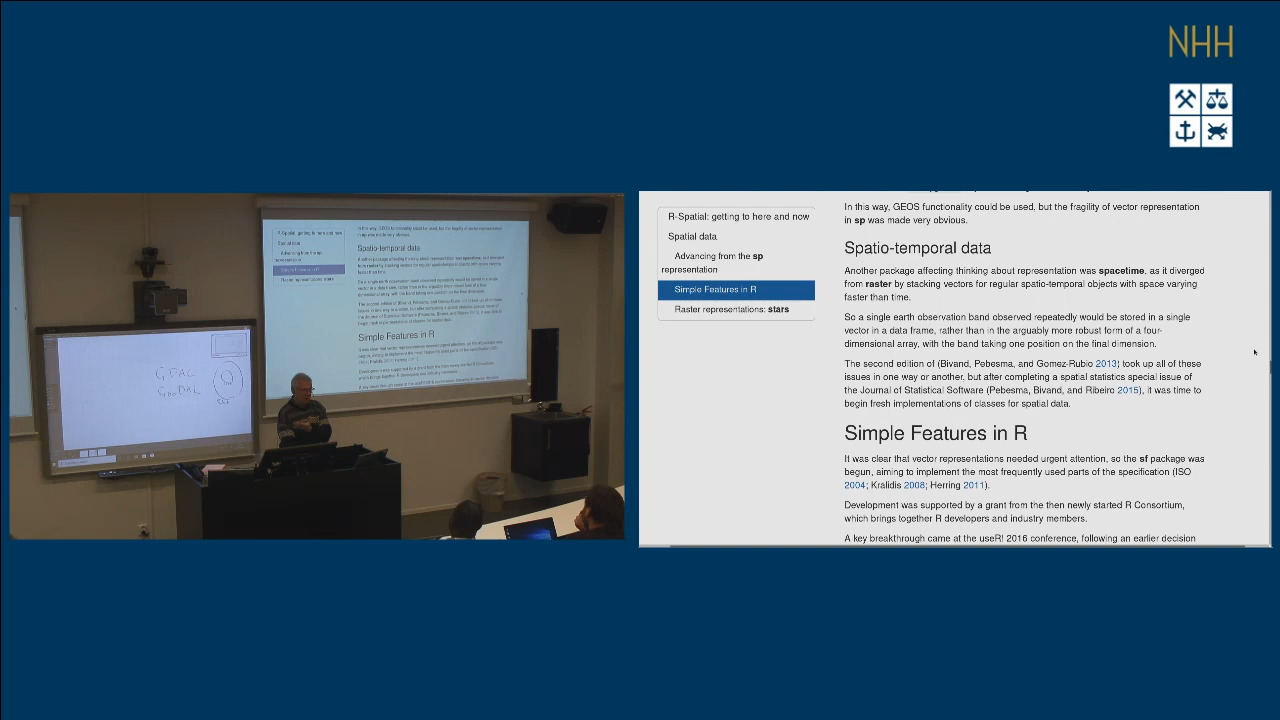 NHH
In this way, GEOS functionality could be used, but the fragility of vector representation
in sp was made very obvious.
R-Spatial: getting to here and now
Spatial data
Advancing from the sp
representation
Simple Features in R
Raster representations: stars
Spatio-temporal data
Another package affecting thinking about representation was spacetime, as it diverged
from raster by stacking vectors for regular spatio-temporal objects with space varying
faster than time.
So a single earth observation band observed repeatedly would be stored in a single
vector in a data frame, rather than in the arguably more robust form of a four-
dimensional array, with the band taking one position on the final dimension.
The second edition of (Bivand, Pebesma, and Gomez-Rubio 2013) took up all of these
issues in one way or another, but after completing a spatial statistics special issue of
the Journal of Statistical Software (Pebesma, Bivand, and Ribeiro 2015), it was time to
begin fresh implementations of classes for spatial data.
Simple Features in R
It was clear that vector representations needed urgent attention, so the sf package was
begun, aiming to implement the most frequently used parts of the specification (ISO
2004; Kralidis 2008; Herring 2011).
Development was supported by a grant from the then newly started R Consortium,
which brings together R developers and industry members.
A key breakthrough came at the useR! 2016 conference, following an earlier decision